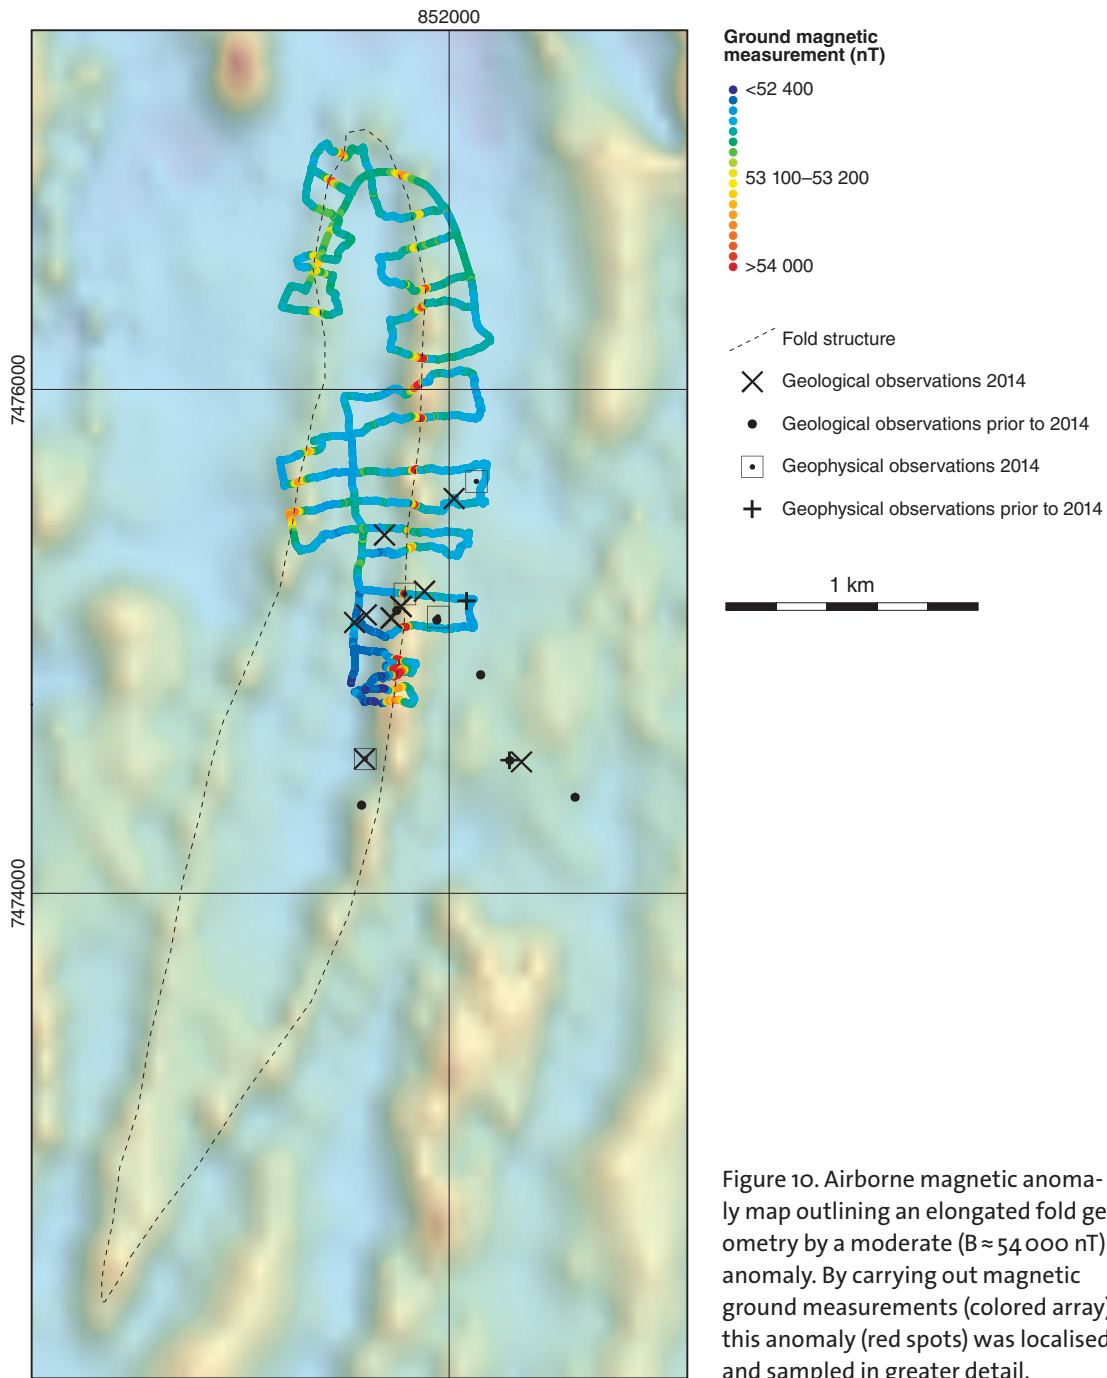 852000
7476000
7474000
Ground magnetic
measurement (nT)
<52 400
53 100–53 200
>54 000
Fold structure
Geological observations 2014
Geological observations prior to 2014
Geophysical observations 2014
Geophysical observations prior to 2014
1 km
Figure 10. Airborne magnetic anoma-
ly map outlining an elongated fold ge-
ometry by a moderate (B ≈ 54 000 nT)
anomaly. By carrying out magnetic
ground measurements (colored array)
this anomaly (red spots) was localised
and sampled in greater detail.